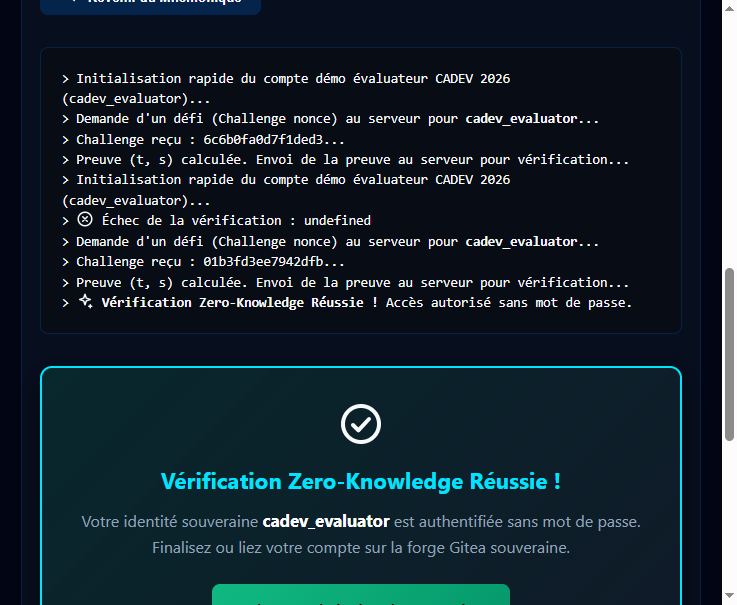 > Initialisation rapide du compte démo évaluateur CADEV 2026
(cadev_evaluator)...
> Demande d'un défi (Challenge nonce) au serveur pour cadev_evaluator...
> Challenge reçu : 6c6b0fa0d7f1ded3...
> Preuve (t, s) calculée. Envoi de la preuve au serveur pour vérification...
> Initialisation rapide du compte démo évaluateur CADEV 2026
(cadev_evaluator)...
> Échec de la vérification : undefined
> Demande d'un défi (Challenge nonce) au serveur pour cadev_evaluator...
> Challenge reçu : 01b3fd3ee7942dfb...
> Preuve (t, s) calculée. Envoi de la preuve au serveur pour vérification...
> Vérification Zero-Knowledge Réussie ! Accès autorisé sans mot de passe.
Vérification Zero-Knowledge Réussie !
Votre identité souveraine cadev_evaluator est authentifiée sans mot de passe.
Finalisez ou liez votre compte sur la forge Gitea souveraine.